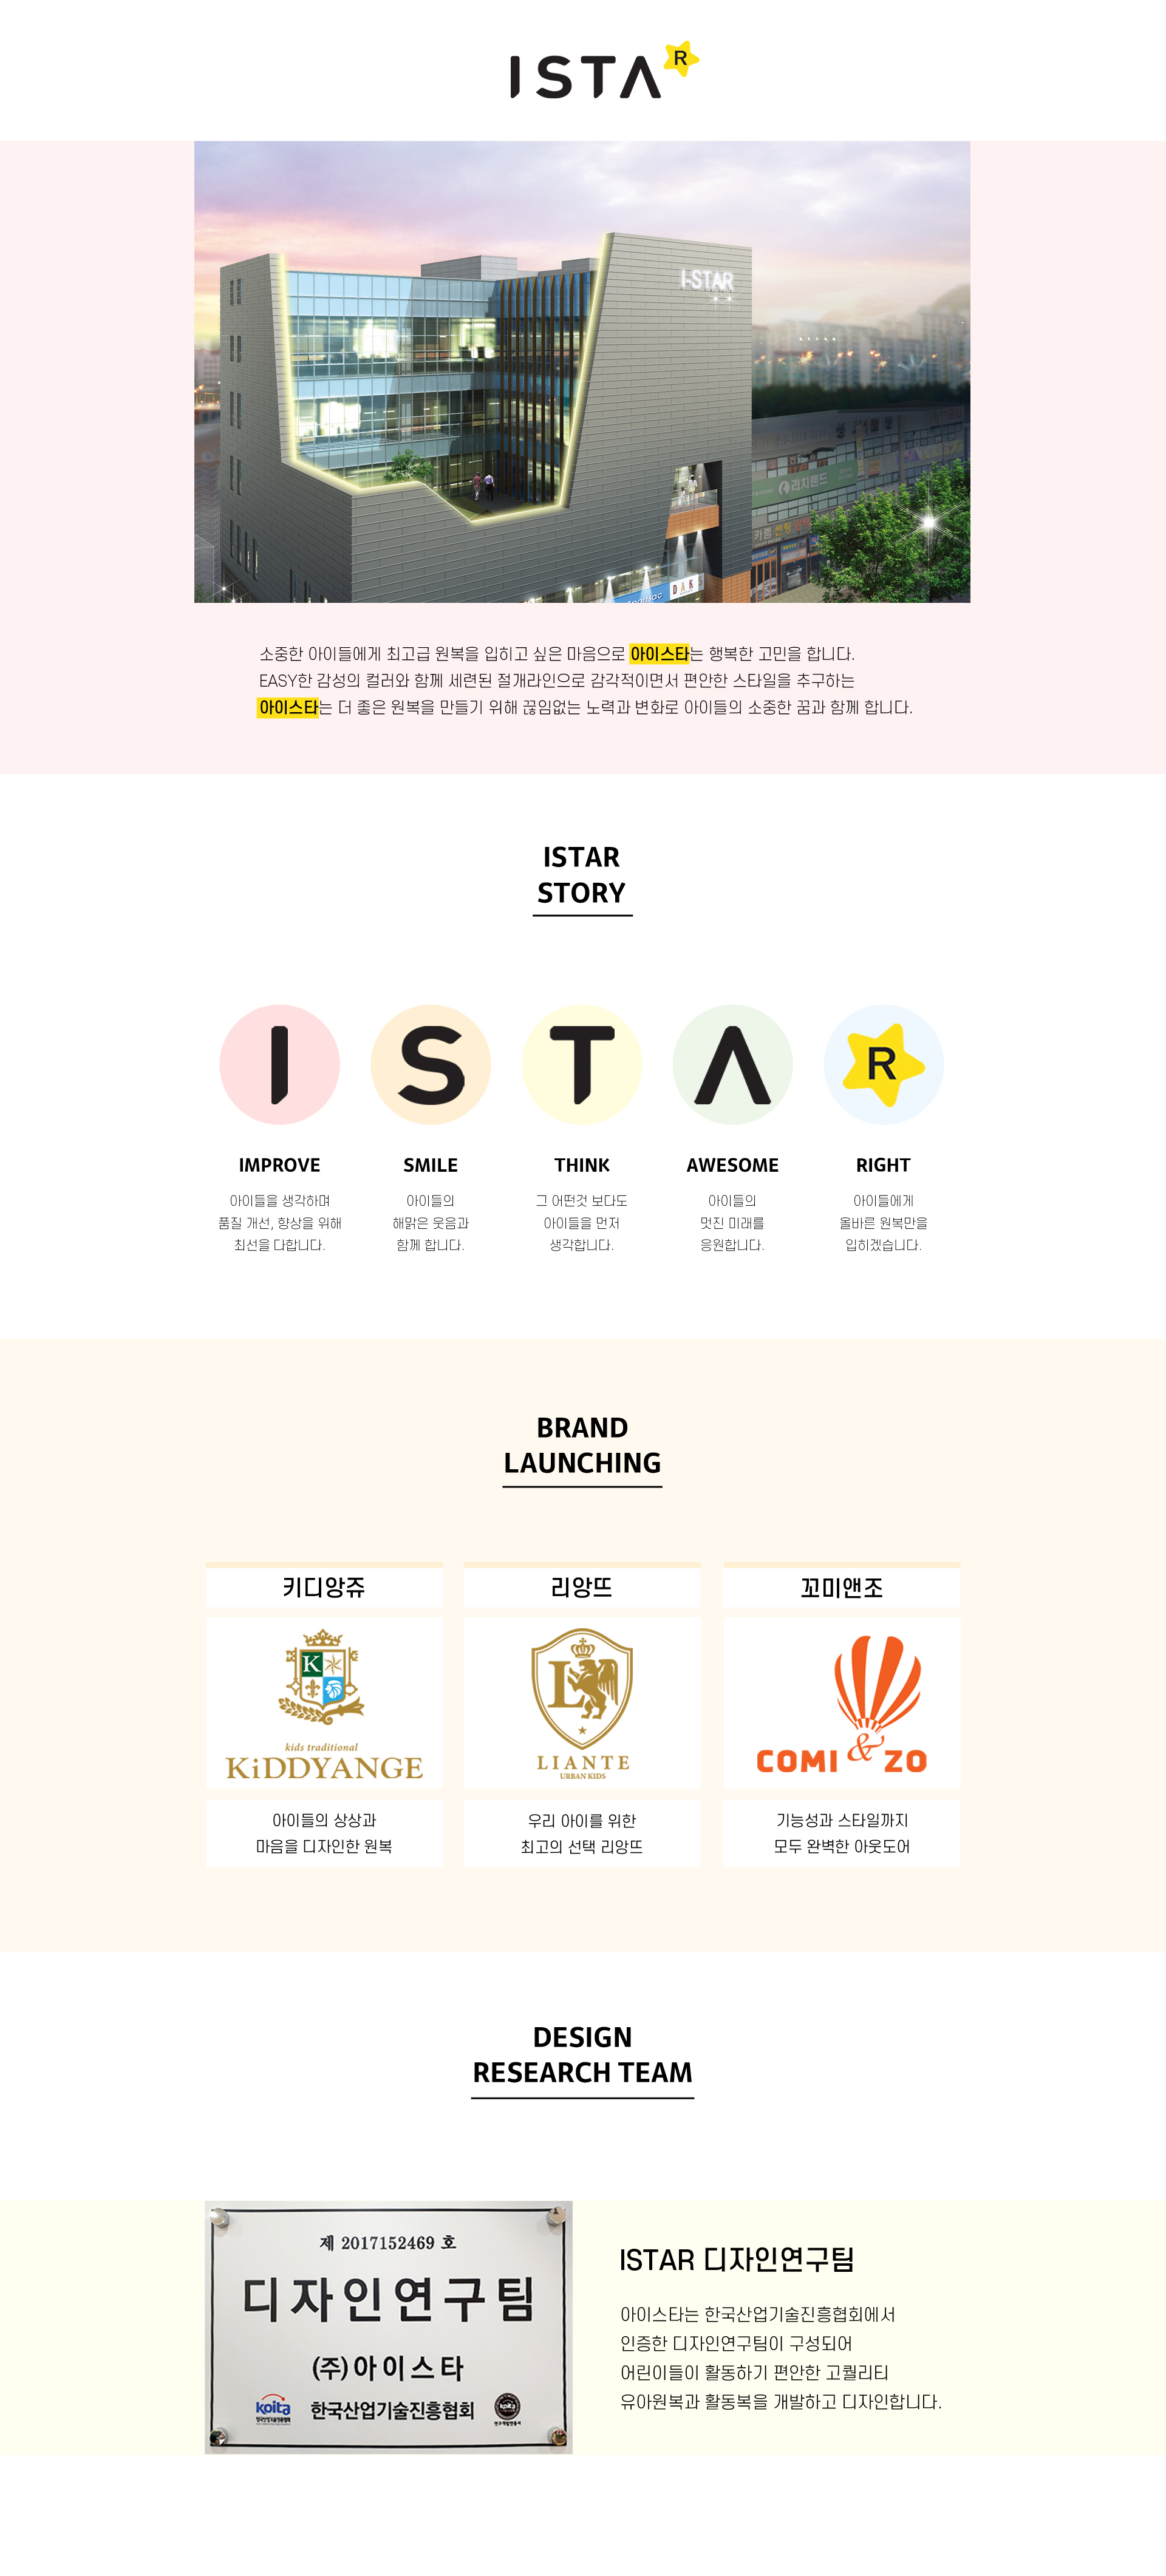 ISTAR
I-STAR
리치랜드
DAKS
소중한 아이들에게 최고급 원복을 입히고 싶은 마음으로 아이스타는 행복한 고민을 합니다.
EASY한 감성의 컬러와 함께 세련된 절개라인으로 감각적이면서 편안한 스타일을 추구하는
아이스타는 더 좋은 원복을 만들기 위해 끊임없는 노력과 변화로 아이들의 소중한 꿈과 함께 합니다.
ISTAR
STORY
I S T A R
IMPROVE
아이들을 생각하며
품질 개선, 향상을 위해
최선을 다합니다.
SMILE
아이들의
해맑은 웃음과
함께 합니다.
THINK
그 어떤것 보다도
아이들을 먼저
생각합니다.
AWESOME
아이들의
멋진 미래를
응원합니다.
RIGHT
아이들에게
올바른 원복만을
입히겠습니다.
BRAND
LAUNCHING
키디앙쥬
K
kids traditional
KiDDYANGE
아이들의 상상과
마음을 디자인한 원복
리앙뜨
L
LIANTE
URBAN KIDS
우리 아이를 위한
최고의 선택 리앙뜨
꼬미앤조
COMI & ZO
기능성과 스타일까지
모두 완벽한 아웃도어
DESIGN
RESEARCH TEAM
제 2017152469 호
디자인연구팀
(주)아이스타
koita
한국산업기술진흥협회
ISTAR 디자인연구팀
아이스타는 한국산업기술진흥협회에서
인증한 디자인연구팀이 구성되어
어린이들이 활동하기 편안한 고퀄리티
유아원복과 활동복을 개발하고 디자인합니다.